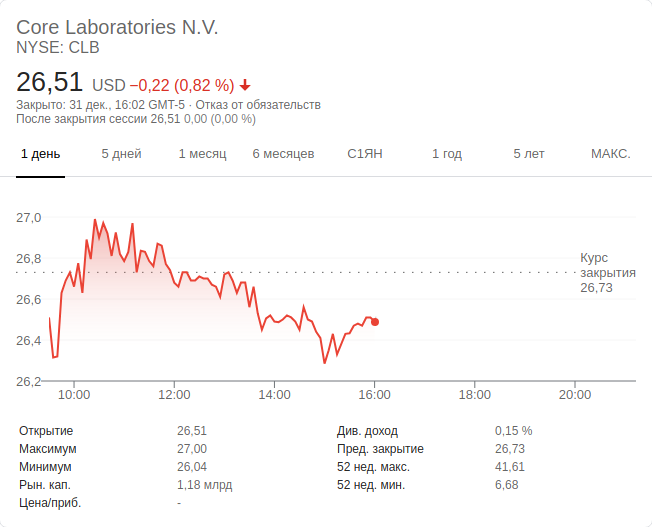 Core Laboratories N.V.
NYSE: CLB
26,51 USD −0,22 (0,82 %)
Закрыто: 31 дек., 16:02 GMT-5 · Отказ от обязательств
После закрытия сессии 26,51 0,00 (0,00 %)
1 день 5 дней 1 месяц 6 месяцев С1ЯН 1 год 5 лет МАКС.
27,0
26,8
Курс
закрытия
26,73
26,6
26,4
26,2
10:00 12:00 14:00 16:00 18:00 20:00
Открытие 26,51 Див. доход 0,15 %
Максимум 27,00 Пред. закрытие 26,73
Минимум 26,04 52 нед. макс. 41,61
Рын. кап. 1,18 млрд 52 нед. мин. 6,68
Цена/приб. -